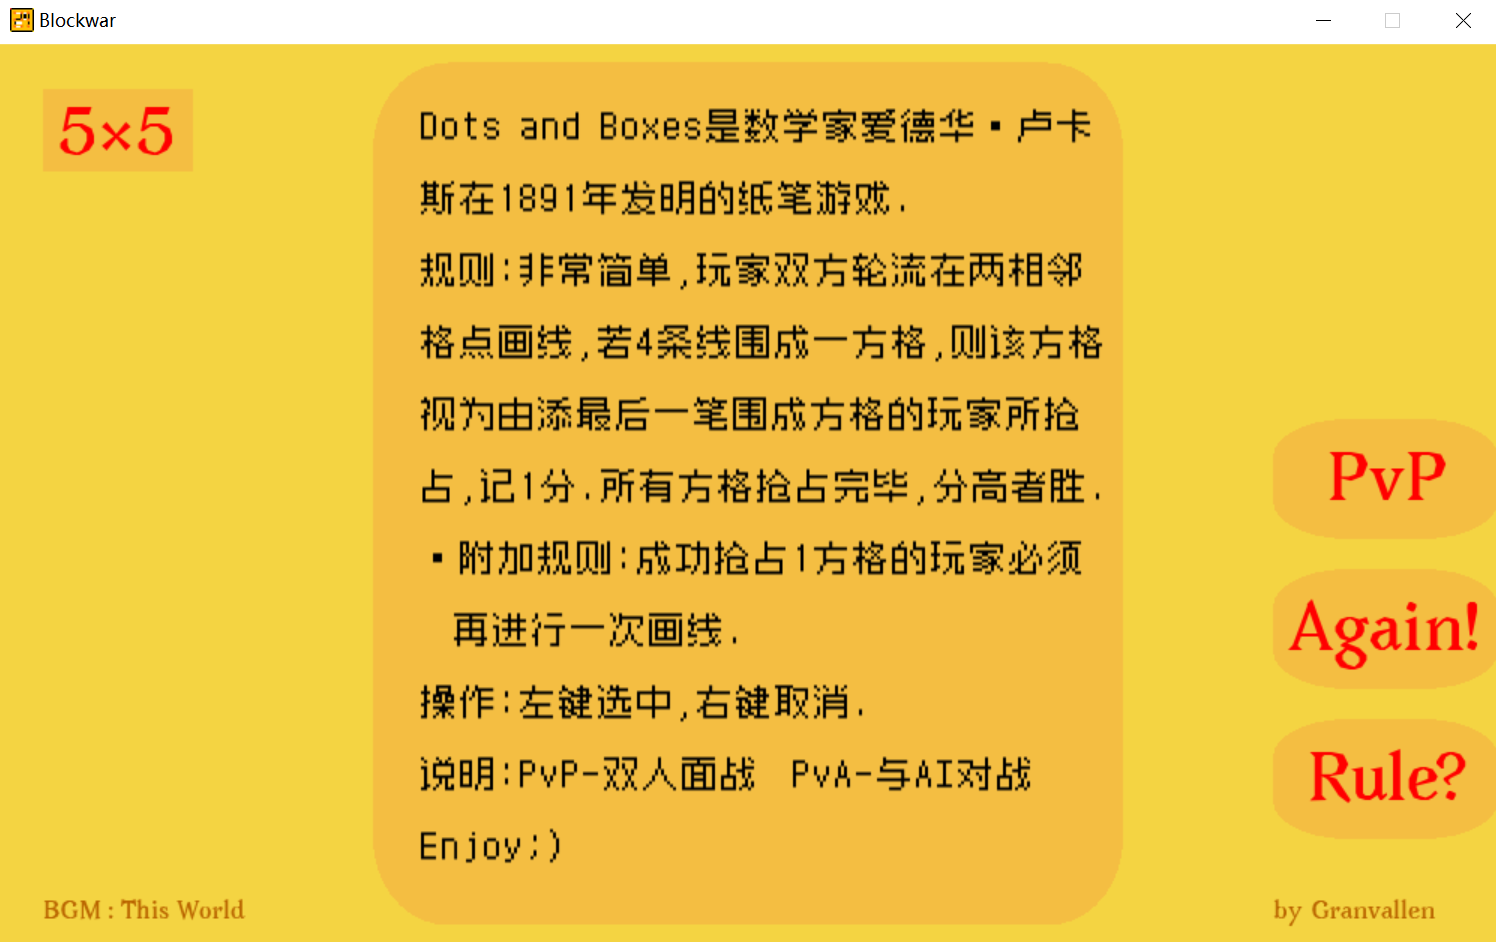 Blockwar
5×5
Dots and Boxes是数学家爱德华·卢卡
斯在1891年发明的纸笔游戏.
规则:非常简单,玩家双方轮流在两相邻
格点画线,若4条线围成一方格,则该方格
视为由添最后一笔围成方格的玩家所抢
占,记1分.所有方格抢占完毕,分高者胜.
·附加规则:成功抢占1方格的玩家必须
再进行一次画线.
操作:左键选中,右键取消.
说明:PvP-双人面战 PvA-与AI对战
Enjoy;)
PvP
Again!
Rule?
BGM : This World
by Granvallen